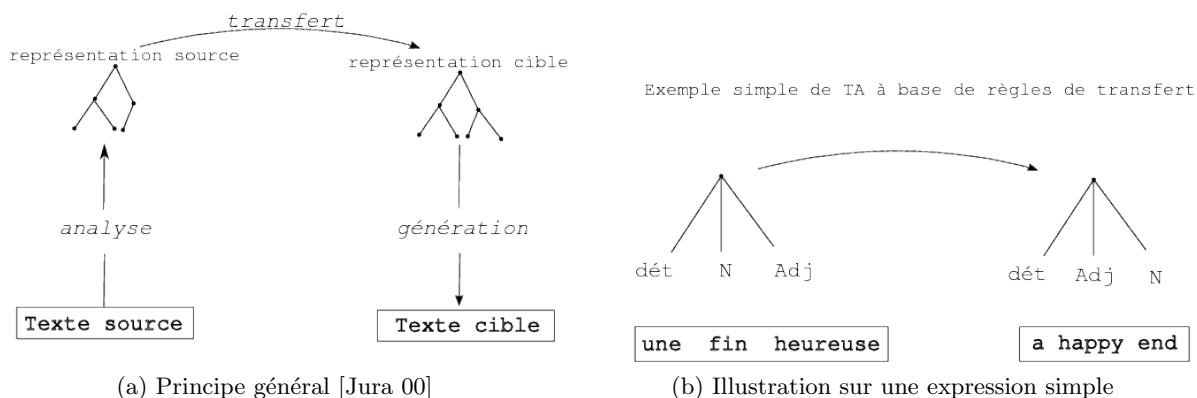 transfert
représentation source
représentation cible
analyse
génération
Texte source
Texte cible
(a) Principe général [Jura 00]
Exemple simple de TA à base de règles de transfert
dét N Adj
dét Adj N
une fin heureuse
a happy end
(b) Illustration sur une expression simple